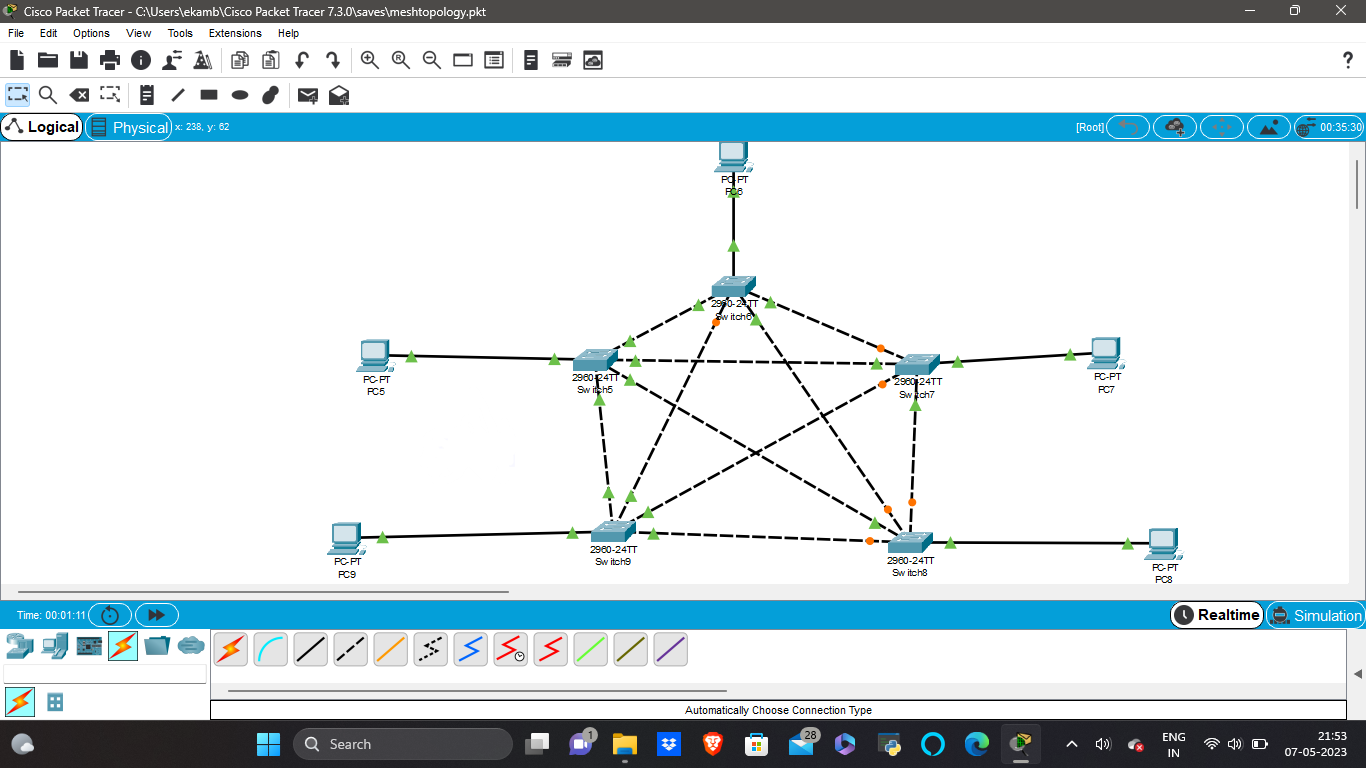 Cisco Packet Tracer - C:\Users\ekamb\Cisco Packet Tracer 7.3.0\saves\meshtopology.pkt
File Edit Options View Tools Extensions Help
Logical Physical x: 238, y: 62 [Root] 00:35:30
PC-PT
PC6
2960-24TT
Switch6
PC-PT
PC5
2960-24TT
Switch5
2960-24TT
Switch7
PC-PT
PC7
PC-PT
PC9
2960-24TT
Switch9
2960-24TT
Switch8
PC-PT
PC8
Time: 00:01:11 Realtime Simulation
Automatically Choose Connection Type
Search
1
28
ENG
IN
21:53
07-05-2023